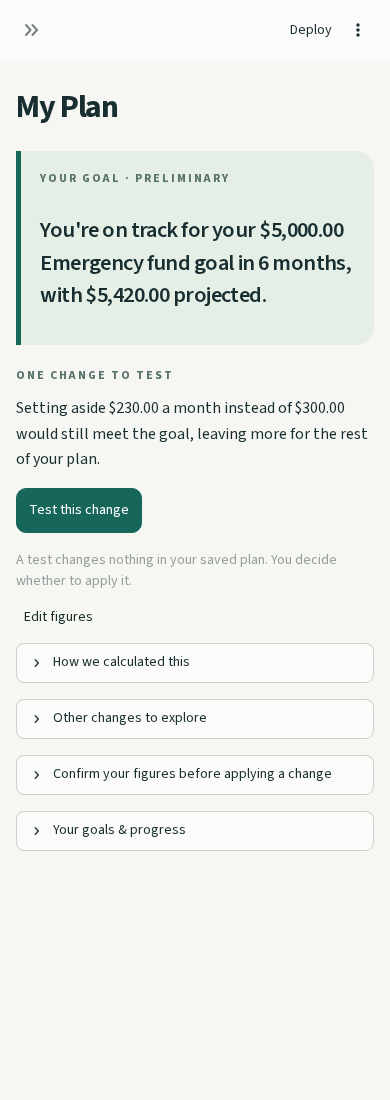 Deploy
My Plan
YOUR GOAL · PRELIMINARY
You're on track for your $5,000.00
Emergency fund goal in 6 months,
with $5,420.00 projected.
ONE CHANGE TO TEST
Setting aside $230.00 a month instead of $300.00
would still meet the goal, leaving more for the rest
of your plan.
Test this change
A test changes nothing in your saved plan. You decide
whether to apply it.
Edit figures
How we calculated this
Other changes to explore
Confirm your figures before applying a change
Your goals & progress